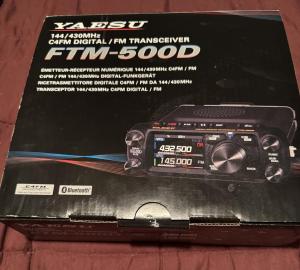 YAESU
144/430MHz
C4FM DIGITAL / FM TRANSCEIVER
FTM-500D
ÉMETTEUR-RÉCEPTEUR NUMÉRIQUE 144/430MHz C4FM / FM
C4FM / FM 144/430MHz DIGITAL-FUNKGERÄT
RICETRASMETTITORE DIGITALE C4FM / FM DA 144/430MHz
TRANSCEPTOR 144/430MHz C4FM DIGITAL / FM
432.500 FM
145.000 FM
C4FM
Bluetooth